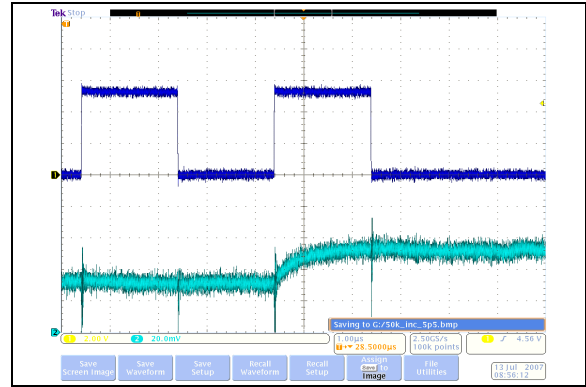 Tek Stop
T
1
2
Saving to G:/50k_inc_5p5.bmp
1 2.00 V 2 20.0mV 1.00µs 2.50GS/s 1 4.56 V
T 28.5000µs 100k points
Save Screen Image
Save Waveform
Save Setup
Recall Waveform
Recall Setup
Assign Save to Image
File Utilities
13 Jul 2007
08:56:12